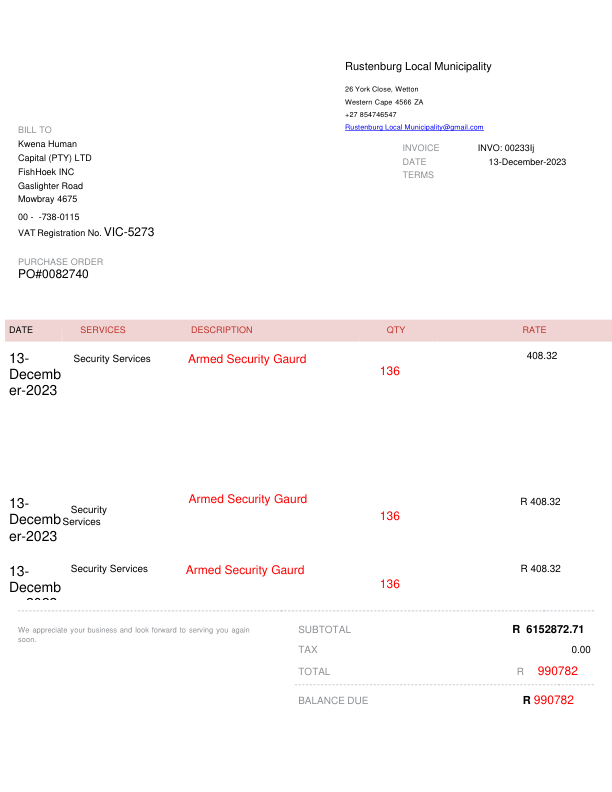 Rustenburg Local Municipality
26 York Close, Wetton
Western Cape 4566 ZA
+27 854746547
Rustenburg Local Municipality@gmail.com
BILL TO
Kwena Human
Capital (PTY) LTD
FishHoek INC
Gaslighter Road
Mowbray 4675
00 - -738-0115
VAT Registration No. VIC-5273
INVOICE INVO: 00233Ij
DATE 13-December-2023
TERMS
PURCHASE ORDER
PO#0082740
DATE SERVICES DESCRIPTION QTY RATE
13- Security Services Armed Security Gaurd 136 408.32
Decemb
er-2023
13- Security Armed Security Gaurd 136 R 408.32
Decemb Services
er-2023
13- Security Services Armed Security Gaurd 136 R 408.32
Decemb
We appreciate your business and look forward to serving you again
soon.
SUBTOTAL R 6152872.71
TAX 0.00
TOTAL R 990782
BALANCE DUE R 990782